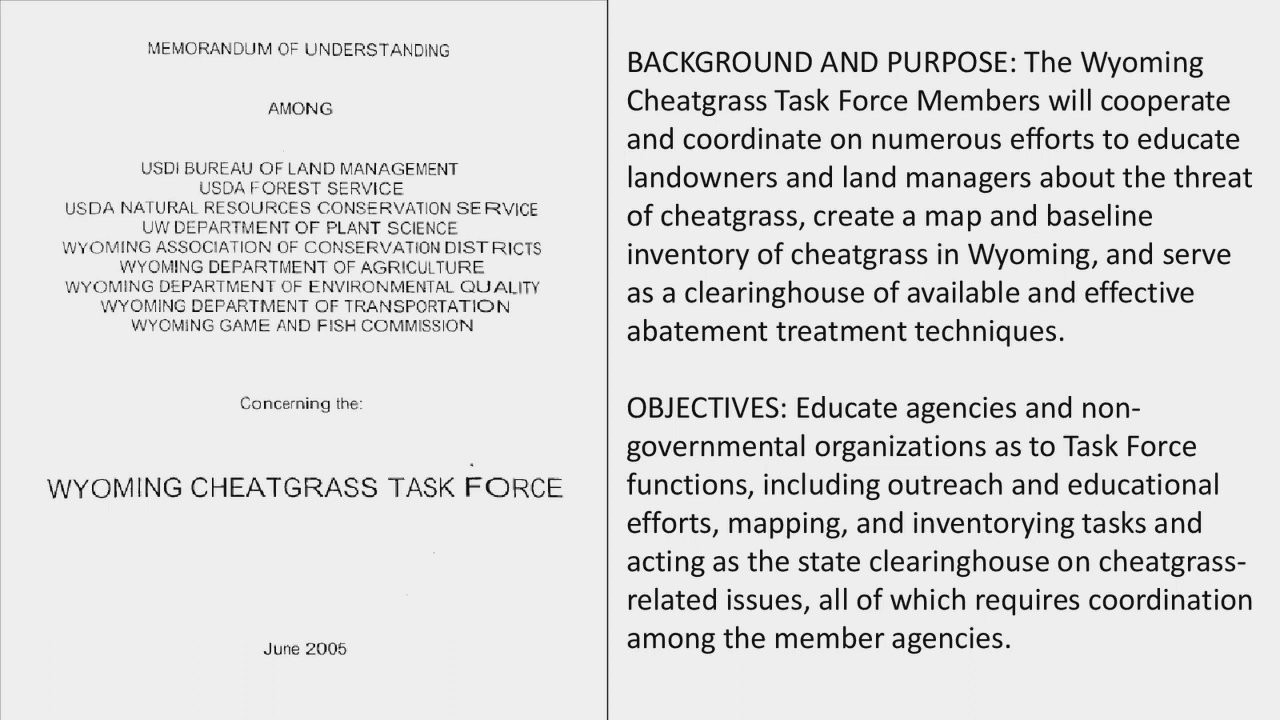 MEMORANDUM OF UNDERSTANDING
AMONG
USDI BUREAU OF LAND MANAGEMENT
USDA FOREST SERVICE
USDA NATURAL RESOURCES CONSERVATION SERVICE
UW DEPARTMENT OF PLANT SCIENCE
WYOMING ASSOCIATION OF CONSERVATION DISTRICTS
WYOMING DEPARTMENT OF AGRICULTURE
WYOMING DEPARTMENT OF ENVIRONMENTAL QUALITY
WYOMING DEPARTMENT OF TRANSPORTATION
WYOMING GAME AND FISH COMMISSION
Concerning the:
WYOMING CHEATGRASS TASK FORCE
June 2005
BACKGROUND AND PURPOSE: The Wyoming
Cheatgrass Task Force Members will cooperate
and coordinate on numerous efforts to educate
landowners and land managers about the threat
of cheatgrass, create a map and baseline
inventory of cheatgrass in Wyoming, and serve
as a clearinghouse of available and effective
abatement treatment techniques.
OBJECTIVES: Educate agencies and non-
governmental organizations as to Task Force
functions, including outreach and educational
efforts, mapping, and inventorying tasks and
acting as the state clearinghouse on cheatgrass-
related issues, all of which requires coordination
among the member agencies.